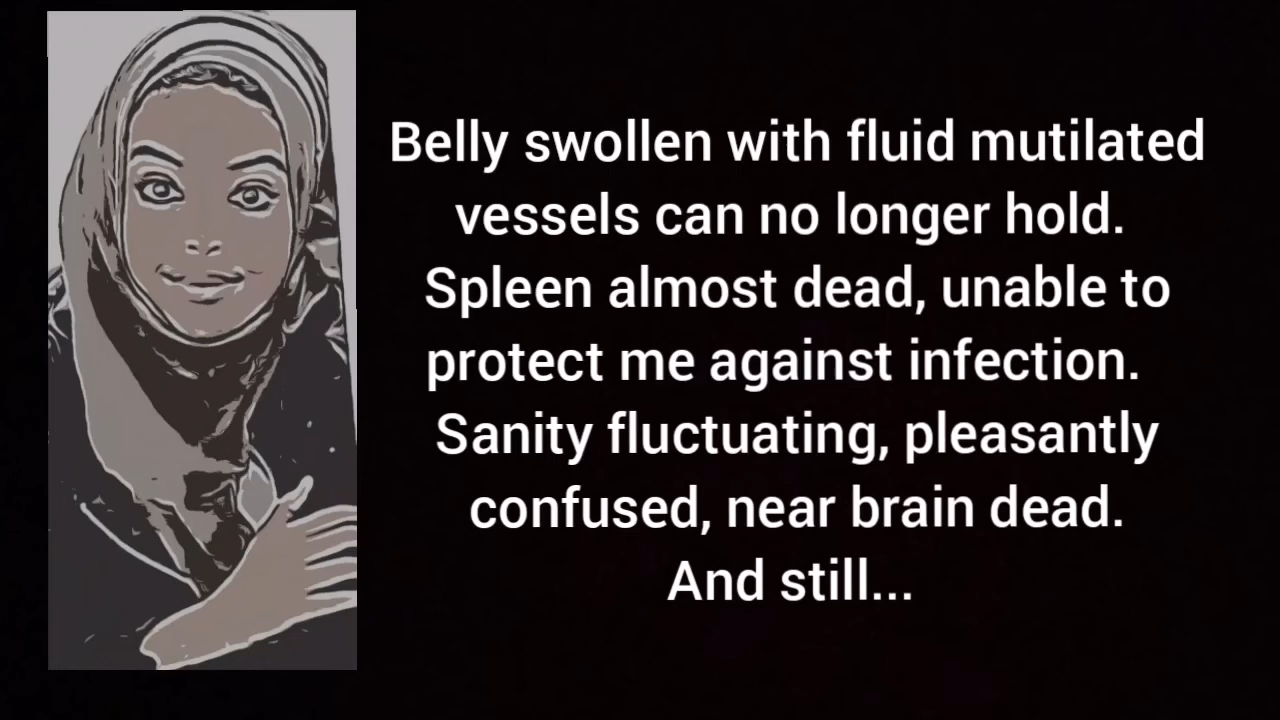 Belly swollen with fluid mutilated
vessels can no longer hold.
Spleen almost dead, unable to
protect me against infection.
Sanity fluctuating, pleasantly
confused, near brain dead.
And still...